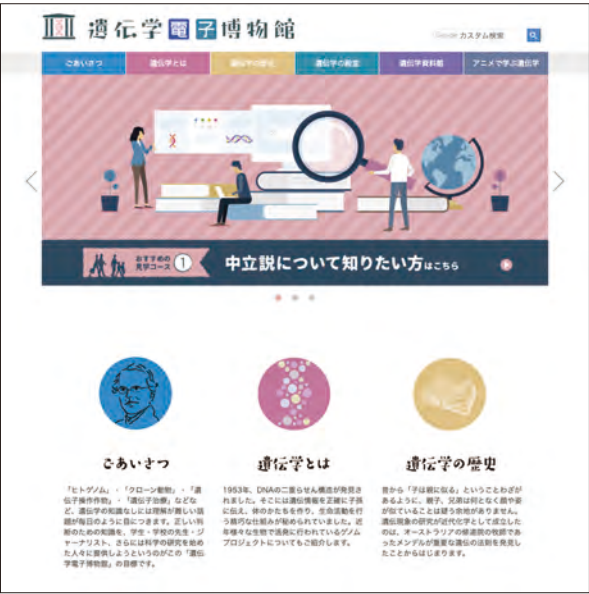 遺伝学電子博物館
Google カスタム検索
ごあいさつ
遺伝学とは
遺伝学の歴史
遺伝学の殿堂
遺伝学資料館
アニメで学ぶ遺伝学
おすすめの
見学コース 1
中立説について知りたい方はこちら
ごあいさつ
「ヒトゲノム」・「クローン動物」・「遺
伝子操作作物」・「遺伝子治療」などな
ど、遺伝学の知識なしには理解が難しい話
題が毎日のように目につきます。正しい判
断のための知識を、学生・学校の先生・ジ
ャーナリスト、さらには科学の研究を始め
た人々に提供しようというのがこの「遺伝
学電子博物館」の目標です。
遺伝学とは
1953年、DNAの二重らせん構造が発見さ
れました。そこには遺伝情報を正確に子孫
に伝え、体のかたちを作り、生命活動を行
う精巧な仕組みが秘められていました。近
年様々な生物で活発に行われているゲノム
プロジェクトについてもご紹介します。
遺伝学の歴史
昔から「子は親に似る」ということわざが
あるように、親子、兄弟は何となく顔や姿
が似ていることは疑う余地がありません。
遺伝現象の研究が近代化学として成立した
のは、オーストラリアの修道院の牧師であ
ったメンデルが重要な遺伝の法則を発見し
たことからはじまります。